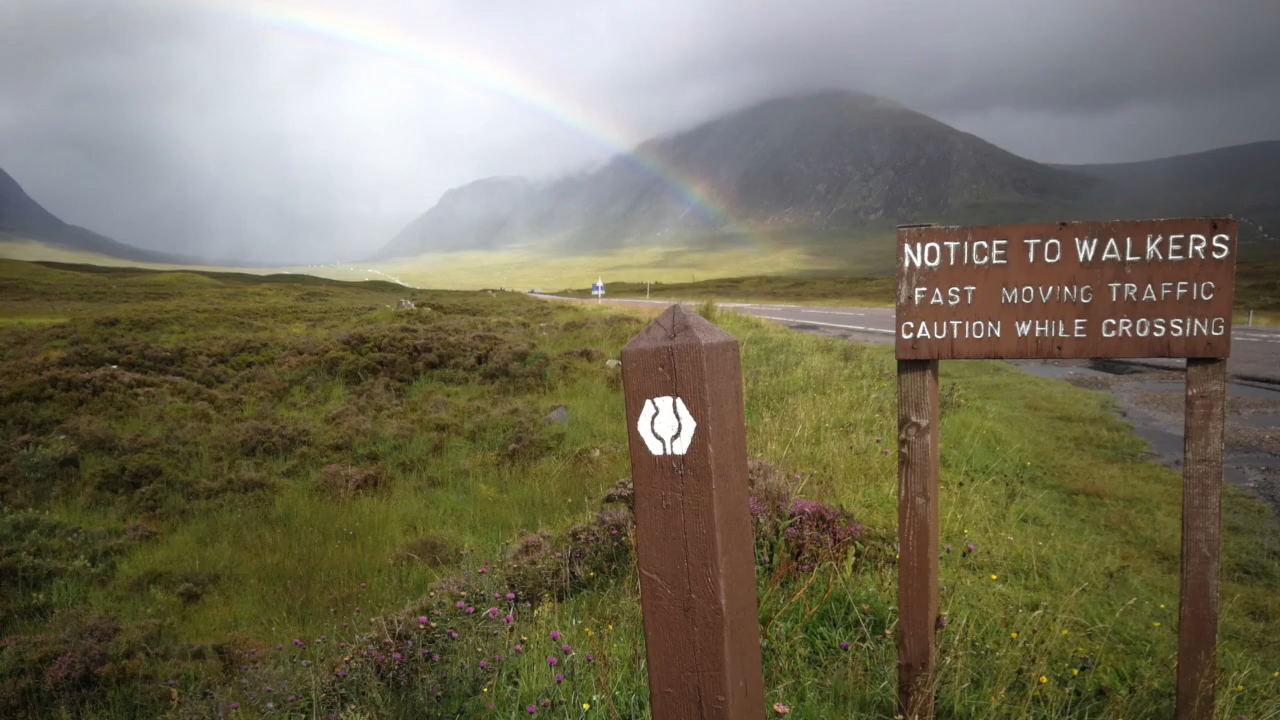 NOTICE TO WALKERS
FAST MOVING TRAFFIC
CAUTION WHILE CROSSING